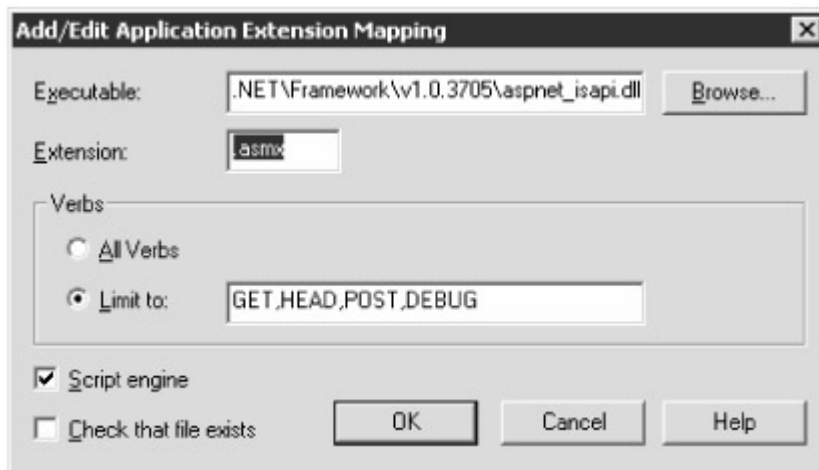 Add/Edit Application Extension Mapping
Executable: .NET\Framework\v1.0.3705\aspnet_isapi.dll Browse...
Extension: .asmx
Verbs
All Verbs
Limit to: GET,HEAD,POST,DEBUG
Script engine
Check that file exists OK Cancel Help